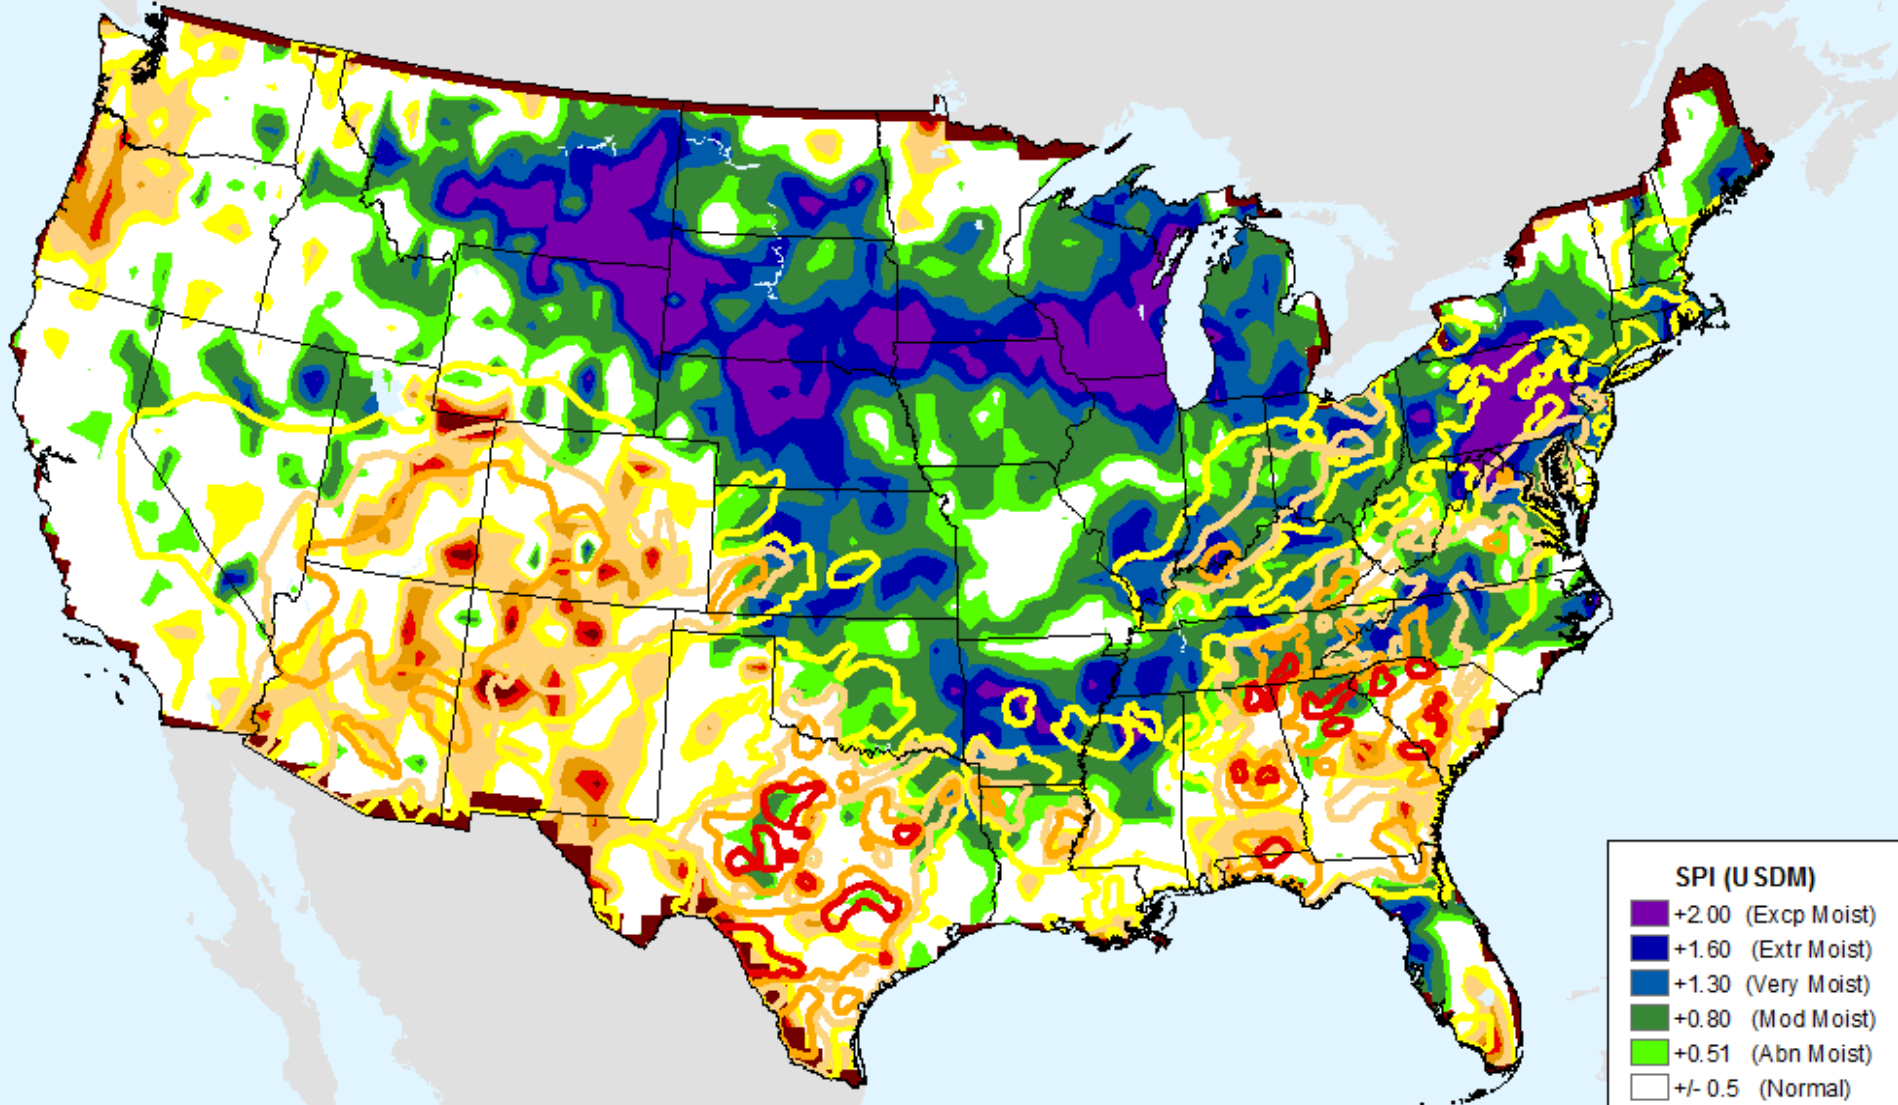 SPI (USDM)
+2.00 (Excp Moist)
+1.60 (Extr Moist)
+1.30 (Very Moist)
+0.80 (Mod Moist)
+0.51 (Abn Moist)
+/- 0.5 (Normal)